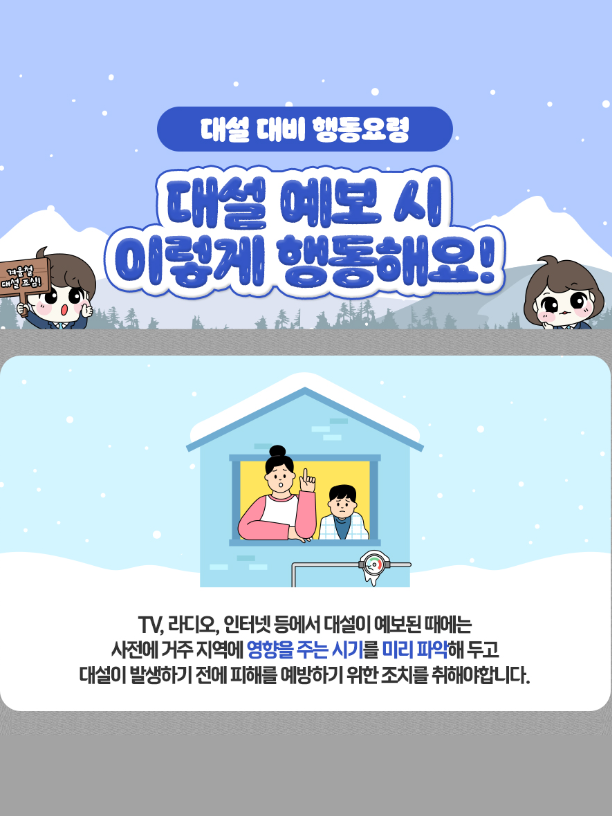 대설 대비 행동요령
대설 예보 시
이렇게 행동해요!
겨울철
대설 조심!
TV, 라디오, 인터넷 등에서 대설이 예보된 때에는
사전에 거주 지역에 영향을 주는 시기를 미리 파악해 두고
대설이 발생하기 전에 피해를 예방하기 위한 조치를 취해야합니다.